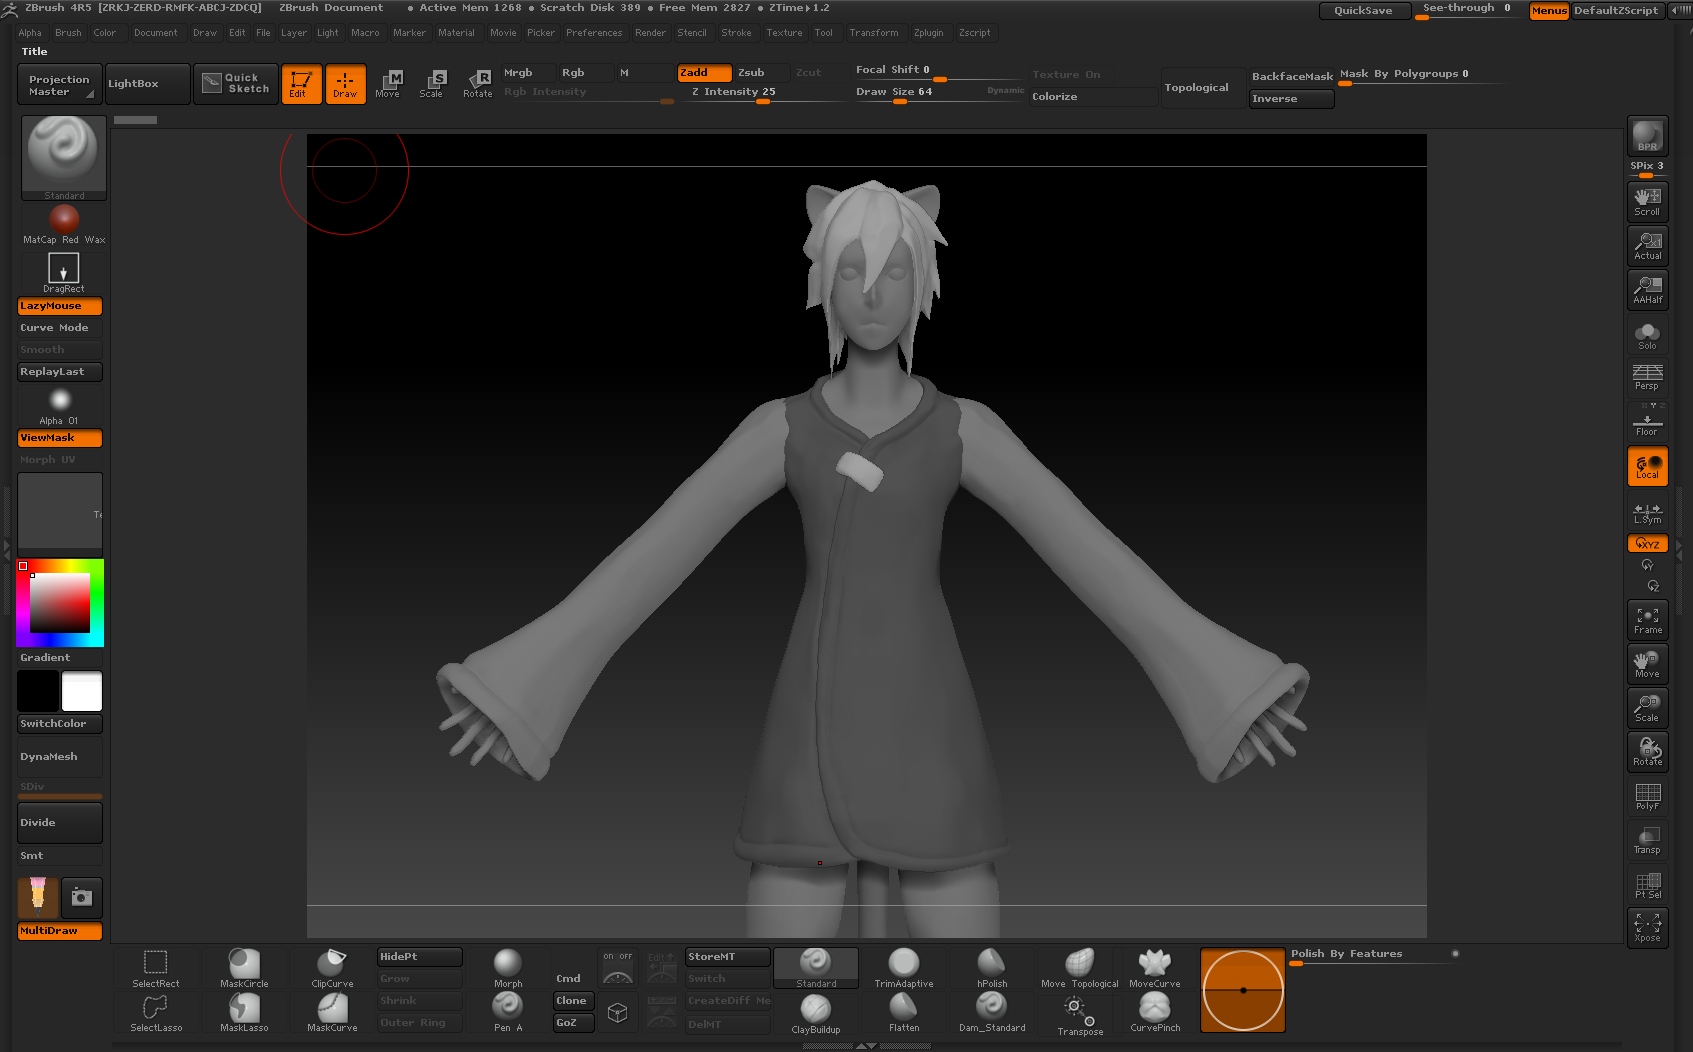 ZBrush 4R5 [ZRKJ-ZERD-RMFK-ABCJ-ZDCQ] ZBrush Document • Active Mem 1268 • Scratch Disk 389 • Free Mem 2827 • ZTime▸1.2 QuickSave See-through 0 Menus DefaultZScript
Alpha Brush Color Document Draw Edit File Layer Light Macro Marker Material Movie Picker Preferences Render Stencil Stroke Texture Tool Transform Zplugin Zscript
Title
Projection Master LightBox Quick Sketch Edit Draw Move Scale Rotate
Mrgb Rgb M Zadd Zsub Zcut Focal Shift 0 Texture On
Rgb Intensity Z Intensity 25 Draw Size 64 Dynamic Colorize
Topological BackfaceMask Mask By Polygroups 0
Inverse
Standard
MatCap Red Wax
DragRect
LazyMouse
Curve Mode
Smooth
ReplayLast
Alpha 01
ViewMask
Morph UV
Te
Gradient
SwitchColor
DynaMesh
SDiv
Divide
Smt
MultiDraw
BPR
SPix 3
Scroll
Actual
AAHalf
Solo
Persp
Floor
Local
L.Sym
XYZ
Y
Z
Frame
Move
Scale
Rotate
PolyF
Transp
Pt Sel
Xpose
SelectRect MaskCircle ClipCurve HidePt Grow Morph Cmd on off Edit StoreMT Switch Standard TrimAdaptive hPolish Move Topological MoveCurve Polish By Features
SelectLasso MaskLasso MaskCurve Shrink Outer Ring Pen A Clone GoZ CreateDiff Me DelMT ClayBuildup Flatten Dam_Standard Transpose CurvePinch